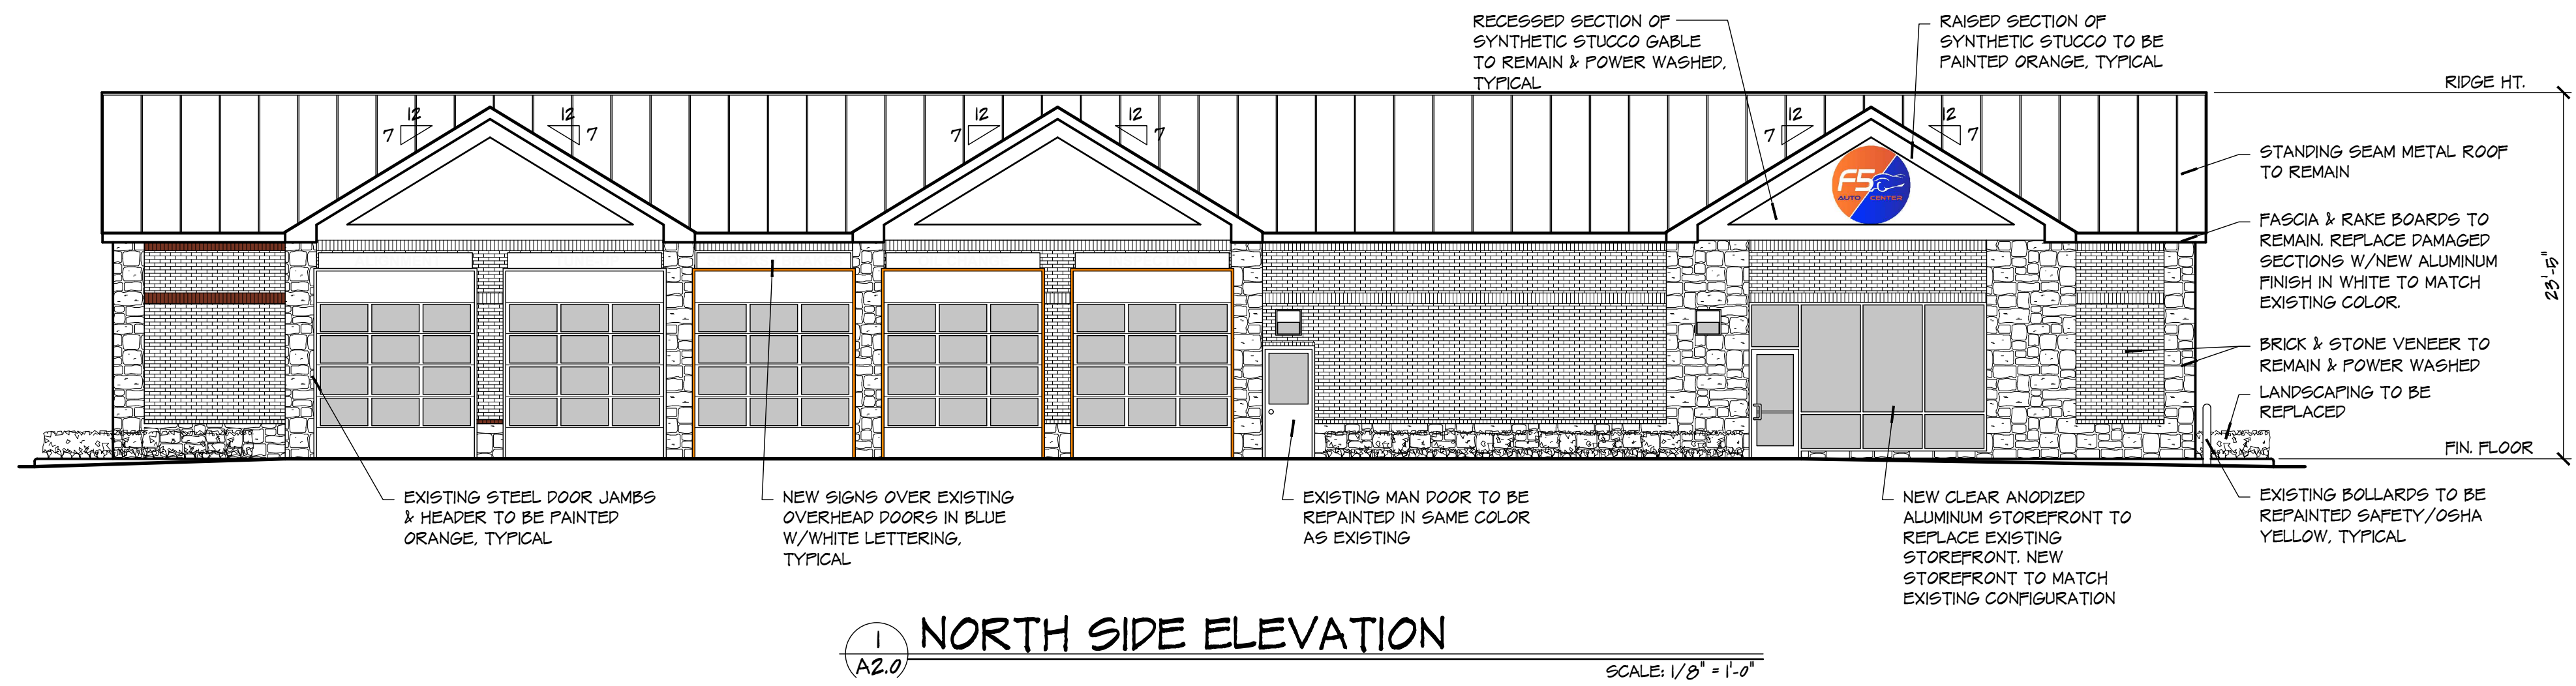 RECESSED SECTION OF
SYNTHETIC STUCCO GABLE
TO REMAIN & POWER WASHED,
TYPICAL
RAISED SECTION OF
SYNTHETIC STUCCO TO BE
PAINTED ORANGE, TYPICAL
RIDGE HT.
12
7
12
7
12
7
12
7
12
7
12
7
STANDING SEAM METAL ROOF
TO REMAIN
F5
AUTO CENTER
FASCIA & RAKE BOARDS TO
REMAIN. REPLACE DAMAGED
SECTIONS W/NEW ALUMINUM
FINISH IN WHITE TO MATCH
EXISTING COLOR.
23'-5"
BRICK & STONE VENEER TO
REMAIN & POWER WASHED
LANDSCAPING TO BE
REPLACED
FIN. FLOOR
EXISTING STEEL DOOR JAMBS
& HEADER TO BE PAINTED
ORANGE, TYPICAL
NEW SIGNS OVER EXISTING
OVERHEAD DOORS IN BLUE
W/WHITE LETTERING,
TYPICAL
EXISTING MAN DOOR TO BE
REPAINTED IN SAME COLOR
AS EXISTING
NEW CLEAR ANODIZED
ALUMINUM STOREFRONT TO
REPLACE EXISTING
STOREFRONT. NEW
STOREFRONT TO MATCH
EXISTING CONFIGURATION
EXISTING BOLLARDS TO BE
REPAINTED SAFETY/OSHA
YELLOW, TYPICAL
1
A2.0
NORTH SIDE ELEVATION
SCALE: 1/8" = 1'-0"